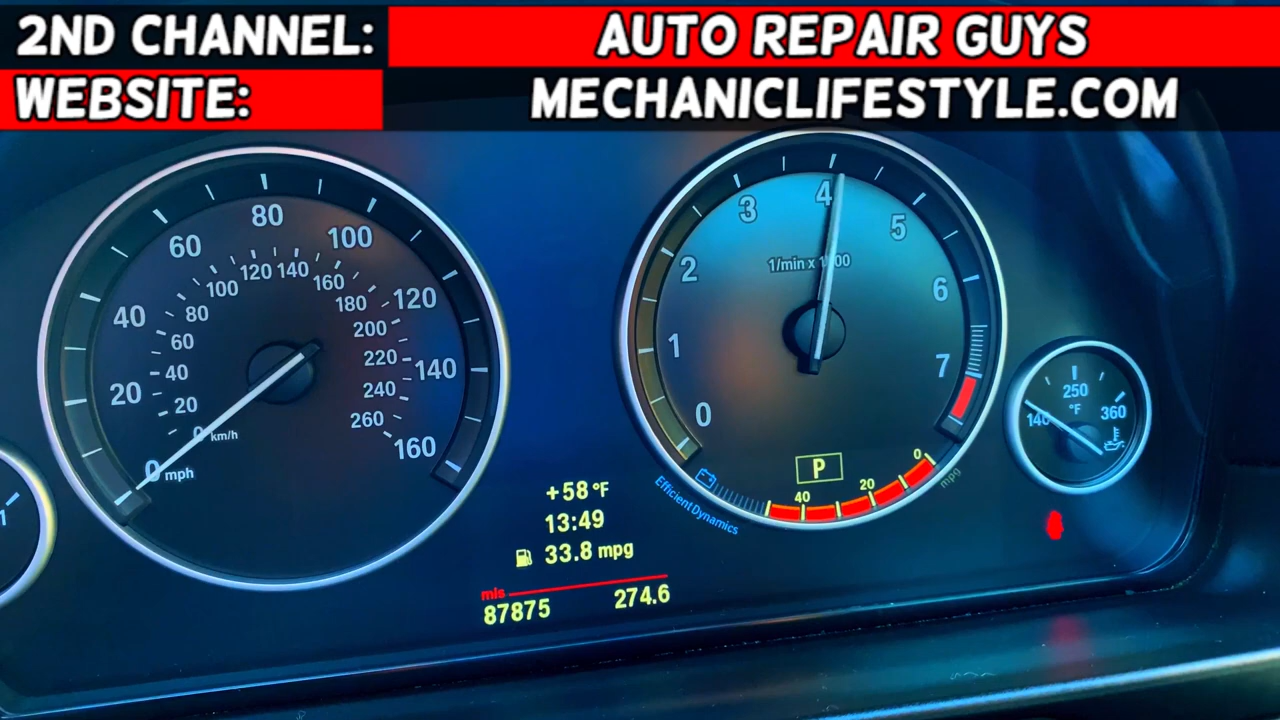 2ND CHANNEL: AUTO REPAIR GUYS
WEBSITE: MECHANICLIFESTYLE.COM
0 20 40 60 80 100 120 140 160
mph
0 20 40 60 80 100 120 140 160 180 200 220 240 260
km/h
0 1 2 3 4 5 6 7
1/min x 1000
P
40 20 0
mpg
EfficientDynamics
140 250 360
°F
+58 °F
13:49
33.8 mpg
mls
87875 274.6
1